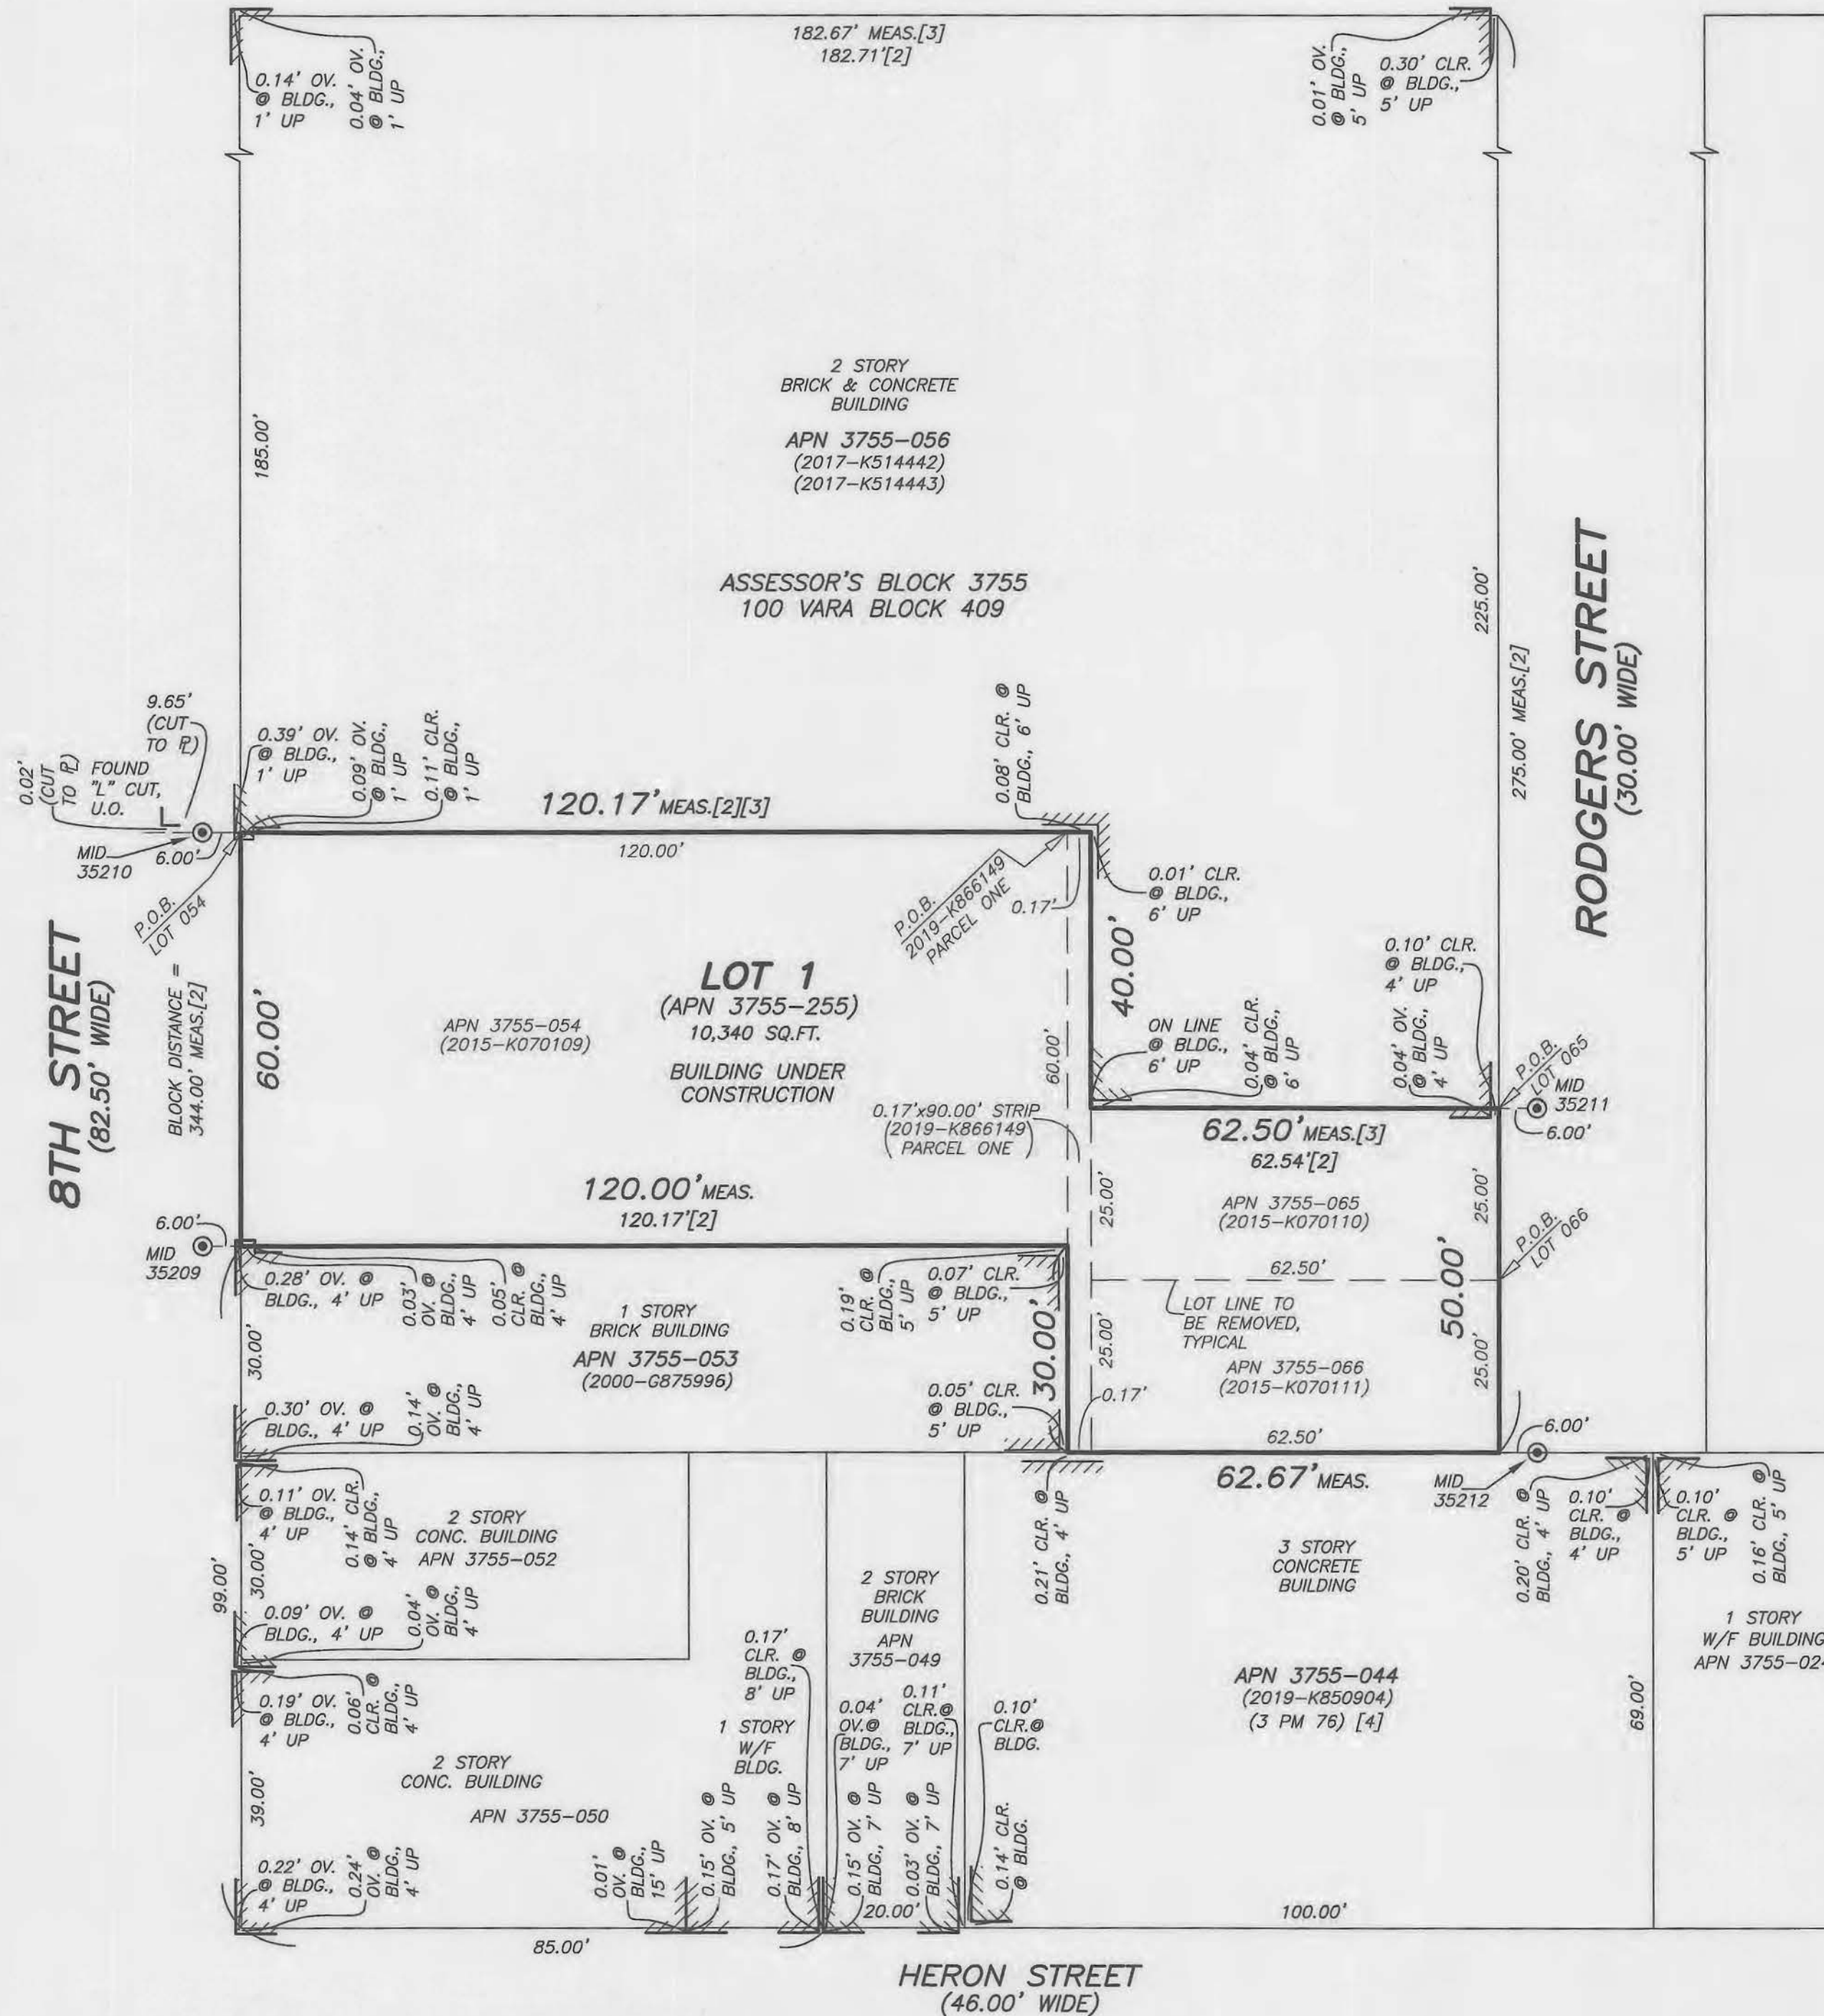 182.67' MEAS.[3]
182.71'[2]
0.14' OV.
@ BLDG.,
1' UP
0.04' OV.
@ BLDG.,
1' UP
0.01' OV.
@ BLDG.,
5' UP
0.30' CLR.
@ BLDG.,
5' UP
2 STORY
BRICK & CONCRETE
BUILDING
APN 3755-056
(2017-K514442)
(2017-K514443)
185.00'
ASSESSOR'S BLOCK 3755
100 VARA BLOCK 409
225.00'
275.00' MEAS.[2]
RODGERS STREET
(30.00' WIDE)
9.65'
(CUT
TO PL)
0.02'
(CUT
TO PL)
FOUND
"L" CUT,
U.O.
L
MID
35210
6.00'
0.39' OV.
@ BLDG.,
1' UP
0.09' OV.
@ BLDG.,
1' UP
0.11' CLR.
@ BLDG.,
1' UP
120.17' MEAS.[2][3]
120.00'
0.08' CLR. @
BLDG., 6' UP
P.O.B.
LOT 054
P.O.B.
2019-K866149
PARCEL ONE
0.17'
0.01' CLR.
@ BLDG.,
6' UP
40.00'
8TH STREET
(82.50' WIDE)
BLOCK DISTANCE =
344.00' MEAS.[2]
60.00'
LOT 1
(APN 3755-255)
10,340 SQ.FT.
BUILDING UNDER
CONSTRUCTION
APN 3755-054
(2015-K070109)
60.00'
ON LINE
@ BLDG.,
6' UP
0.04' CLR.
@ BLDG.,
6' UP
0.10' CLR.
@ BLDG.,
4' UP
0.04' OV.
@ BLDG.,
4' UP
P.O.B.
LOT 065
MID
35211
6.00'
0.17'x90.00' STRIP
(2019-K866149)
( PARCEL ONE )
62.50' MEAS.[3]
62.54'[2]
120.00' MEAS.
120.17'[2]
25.00'
APN 3755-065
(2015-K070110)
25.00'
P.O.B.
LOT 066
6.00'
MID
35209
0.28' OV. @
BLDG., 4' UP
0.03'
OV. @
BLDG.,
4' UP
0.05'
CLR. @
BLDG.,
4' UP
0.19'
CLR. @
BLDG.,
5' UP
0.07' CLR.
@ BLDG.,
5' UP
62.50'
50.00'
LOT LINE TO
BE REMOVED,
TYPICAL
1 STORY
BRICK BUILDING
APN 3755-053
(2000-G875996)
30.00'
30.00'
25.00'
25.00'
APN 3755-066
(2015-K070111)
0.17'
0.30' OV. @
BLDG., 4' UP
0.14'
OV. @
BLDG.,
4' UP
0.05' CLR.
@ BLDG.,
5' UP
62.50'
6.00'
62.67' MEAS.
MID
35212
0.11' OV.
@ BLDG.,
4' UP
0.14' CLR.
@ BLDG.,
4' UP
2 STORY
CONC. BUILDING
APN 3755-052
99.00'
30.00'
0.09' OV. @
BLDG., 4' UP
0.04'
OV. @
BLDG.,
4' UP
0.21' CLR. @
BLDG., 4' UP
3 STORY
CONCRETE
BUILDING
0.20' CLR. @
BLDG., 4' UP
0.10'
CLR. @
BLDG.,
4' UP
0.10'
CLR. @
BLDG.,
5' UP
0.16' CLR. @
BLDG., 5' UP
2 STORY
BRICK
BUILDING
APN
3755-049
1 STORY
W/F BUILDING
APN 3755-024
0.19' OV.
@ BLDG.,
4' UP
0.06'
CLR. @
BLDG.,
4' UP
0.17'
CLR. @
BLDG.,
8' UP
1 STORY
W/F
BLDG.
0.04'
OV.@
BLDG.,
7' UP
0.11'
CLR.@
BLDG.,
7' UP
0.10'
CLR.@
BLDG.
APN 3755-044
(2019-K850904)
(3 PM 76) [4]
69.00'
2 STORY
CONC. BUILDING
APN 3755-050
39.00'
0.22' OV.
@ BLDG.,
4' UP
0.24'
OV. @
BLDG.,
4' UP
0.01'
OV. @
BLDG.,
15' UP
0.15' OV. @
BLDG., 5' UP
0.17' OV. @
BLDG., 8' UP
0.15' OV. @
BLDG., 7' UP
0.03' OV. @
BLDG., 7' UP
0.14' CLR.
@ BLDG.
20.00'
100.00'
85.00'
HERON STREET
(46.00' WIDE)